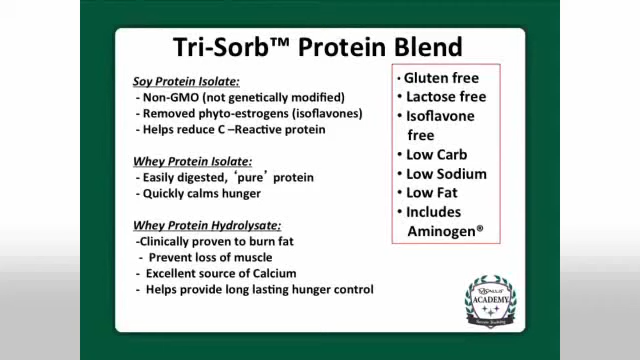 Tri-Sorb™ Protein Blend
Soy Protein Isolate:
- Non-GMO (not genetically modified)
- Removed phyto-estrogens (isoflavones)
- Helps reduce C –Reactive protein
Whey Protein Isolate:
- Easily digested, ‘pure’ protein
- Quickly calms hunger
Whey Protein Hydrolysate:
-Clinically proven to burn fat
- Prevent loss of muscle
- Excellent source of Calcium
- Helps provide long lasting hunger control
• Gluten free
• Lactose free
• Isoflavone
free
• Low Carb
• Low Sodium
• Low Fat
• Includes
Aminogen®
ACADEMY